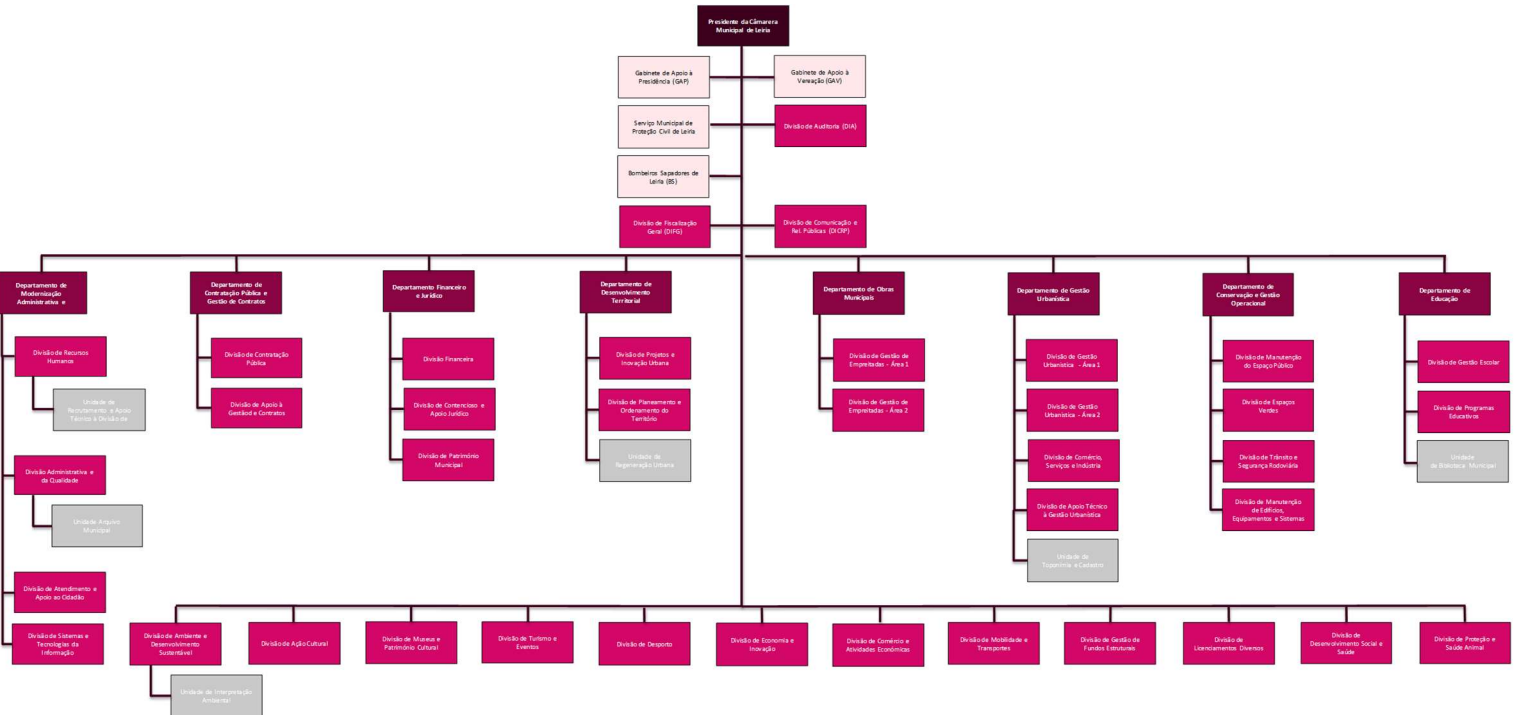 Presidente da Câmarera
Municipal de Leiria
Gabinete de Apoio à
Presidência (GAP)
Gabinete de Apoio à
Vereação (GAV)
Serviço Municipal de
Proteção Civil de Leiria
Divisão de Auditoria (DIA)
Bombeiros Sapadores de
Leiria (BS)
Divisão de Fiscalização
Geral (DIFG)
Divisão de Comunicação e
Rel. Públicas (DICRP)
Departamento de
Modernização
Administrativa e
Departamento de
Contratação Pública e
Gestão de Contratos
Departamento Financeiro
e Jurídico
Departamento de
Desenvolvimento
Territorial
Departamento de Obras
Municipais
Departamento de Gestão
Urbanística
Departamento de
Conservação e Gestão
Operacional
Departamento de
Educação
Divisão de Recursos
Humanos
Unidade de
Recrutamento e Apoio
Técnico à Divisão de
Divisão Administrativa e
da Qualidade
Unidade Arquivo
Municipal
Divisão de Atendimento e
Apoio ao Cidadão
Divisão de Sistemas e
Tecnologias da
Informação
Divisão de Contratação
Pública
Divisão de Apoio à
Gestãod e Contratos
Divisão Financeira
Divisão de Contencioso e
Apoio Jurídico
Divisão de Património
Municipal
Divisão de Projetos e
Inovação Urbana
Divisão de Planeamento e
Ordenamento do
Território
Unidade de
Regeneração Urbana
Divisão de Gestão de
Empreitadas - Área 1
Divisão de Gestão de
Empreitadas - Área 2
Divisão de Gestão
Urbanística - Área 1
Divisão de Gestão
Urbanística - Área 2
Divisão de Comércio,
Serviços e Indústria
Divisão de Apoio Técnico
à Gestão Urbanística
Unidade de
Toponímia e Cadastro
Divisão de Manutenção
do Espaço Público
Divisão de Espaços
Verdes
Divisão de Trânsito e
Segurança Rodoviária
Divisão de Manutenção
de Edifícios,
Equipamentos e Sistemas
Divisão de Gestão Escolar
Divisão de Programas
Educativos
Unidade
de Biblioteca Municipal
Divisão de Ambiente e
Desenvolvimento
Sustentável
Unidade de Interpretação
Ambiental
Divisão de Ação Cultural
Divisão de Museus e
Património Cultural
Divisão de Turismo e
Eventos
Divisão de Desporto
Divisão de Economia e
Inovação
Divisão de Comércio e
Atividades Económicas
Divisão de Mobilidade e
Transportes
Divisão de Gestão de
Fundos Estruturais
Divisão de
Licenciamentos Diversos
Divisão de
Desenvolvimento Social e
Saúde
Divisão de Proteção e
Saúde Animal